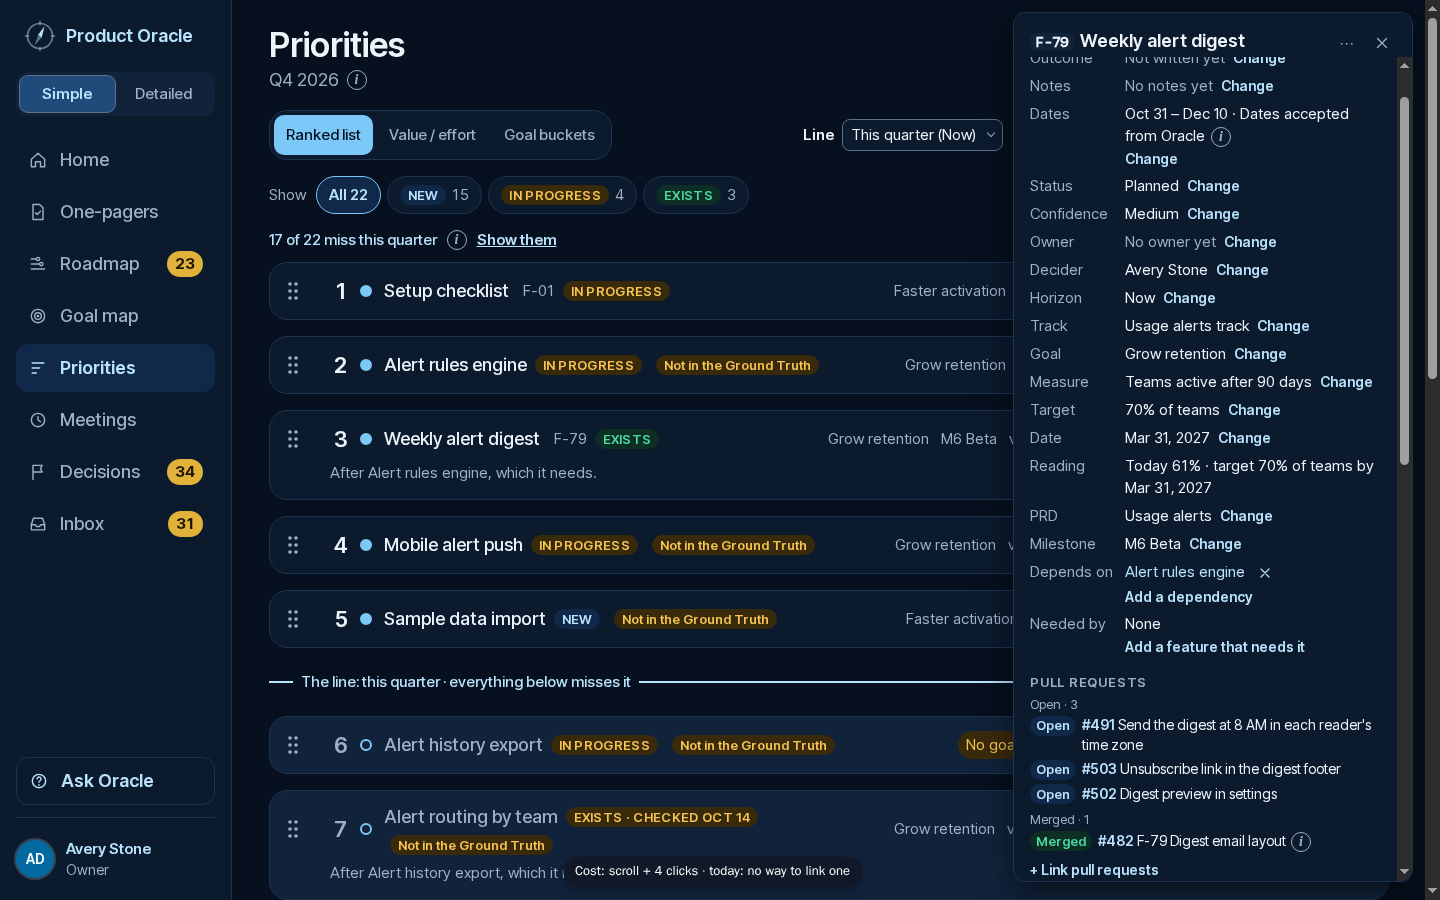 Product Oracle
Simple
Detailed
Home
One-pagers
Roadmap 23
Goal map
Priorities
Meetings
Decisions 34
Inbox 31
Ask Oracle
AD
Avery Stone
Owner
Priorities
Q4 2026 i
Ranked list
Value / effort
Goal buckets
Line This quarter (Now)
Show All 22 NEW 15 IN PROGRESS 4 EXISTS 3
17 of 22 miss this quarter i Show them
1 Setup checklist F-01 IN PROGRESS Faster activation
2 Alert rules engine IN PROGRESS Not in the Ground Truth Grow retention
3 Weekly alert digest F-79 EXISTS Grow retention M6 Beta
After Alert rules engine, which it needs.
4 Mobile alert push IN PROGRESS Not in the Ground Truth Grow retention
5 Sample data import NEW Not in the Ground Truth Faster activation
The line: this quarter · everything below misses it
6 Alert history export IN PROGRESS Not in the Ground Truth No goa
7 Alert routing by team EXISTS · CHECKED OCT 14 Grow retention
Not in the Ground Truth
After Alert history export, which it
Cost: scroll + 4 clicks · today: no way to link one
F-79 Weekly alert digest ...
Outcome Not written yet Change
Notes No notes yet Change
Dates Oct 31 – Dec 10 · Dates accepted
from Oracle i
Change
Status Planned Change
Confidence Medium Change
Owner No owner yet Change
Decider Avery Stone Change
Horizon Now Change
Track Usage alerts track Change
Goal Grow retention Change
Measure Teams active after 90 days Change
Target 70% of teams Change
Date Mar 31, 2027 Change
Reading Today 61% · target 70% of teams by
Mar 31, 2027
PRD Usage alerts Change
Milestone M6 Beta Change
Depends on Alert rules engine
Add a dependency
Needed by None
Add a feature that needs it
PULL REQUESTS
Open · 3
Open #491 Send the digest at 8 AM in each reader's
time zone
Open #503 Unsubscribe link in the digest footer
Open #502 Digest preview in settings
Merged · 1
Merged #482 F-79 Digest email layout i
+ Link pull requests